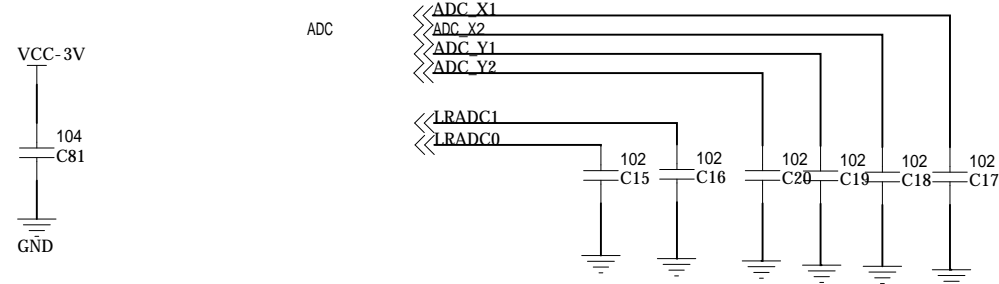 ADC
ADC_X1
ADC_X2
ADC_Y1
ADC_Y2
VCC-3V
LRADC1
LRADC0
104
C81
GND
102
C15
102
C16
102
C20
102
C19
102
C18
102
C17